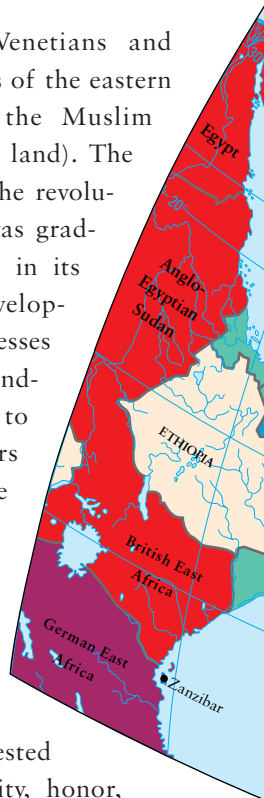 Venetians and
s of the eastern
the Muslim
land). The
he revolu-
as grad-
in its
velop-
esses
nd-
to
rs
e
ested
ity, honor,
Egypt
20°
Anglo-
Egyptian
Sudan
ETHIOPIA
British East
Africa
German East
Africa
Zanzibar